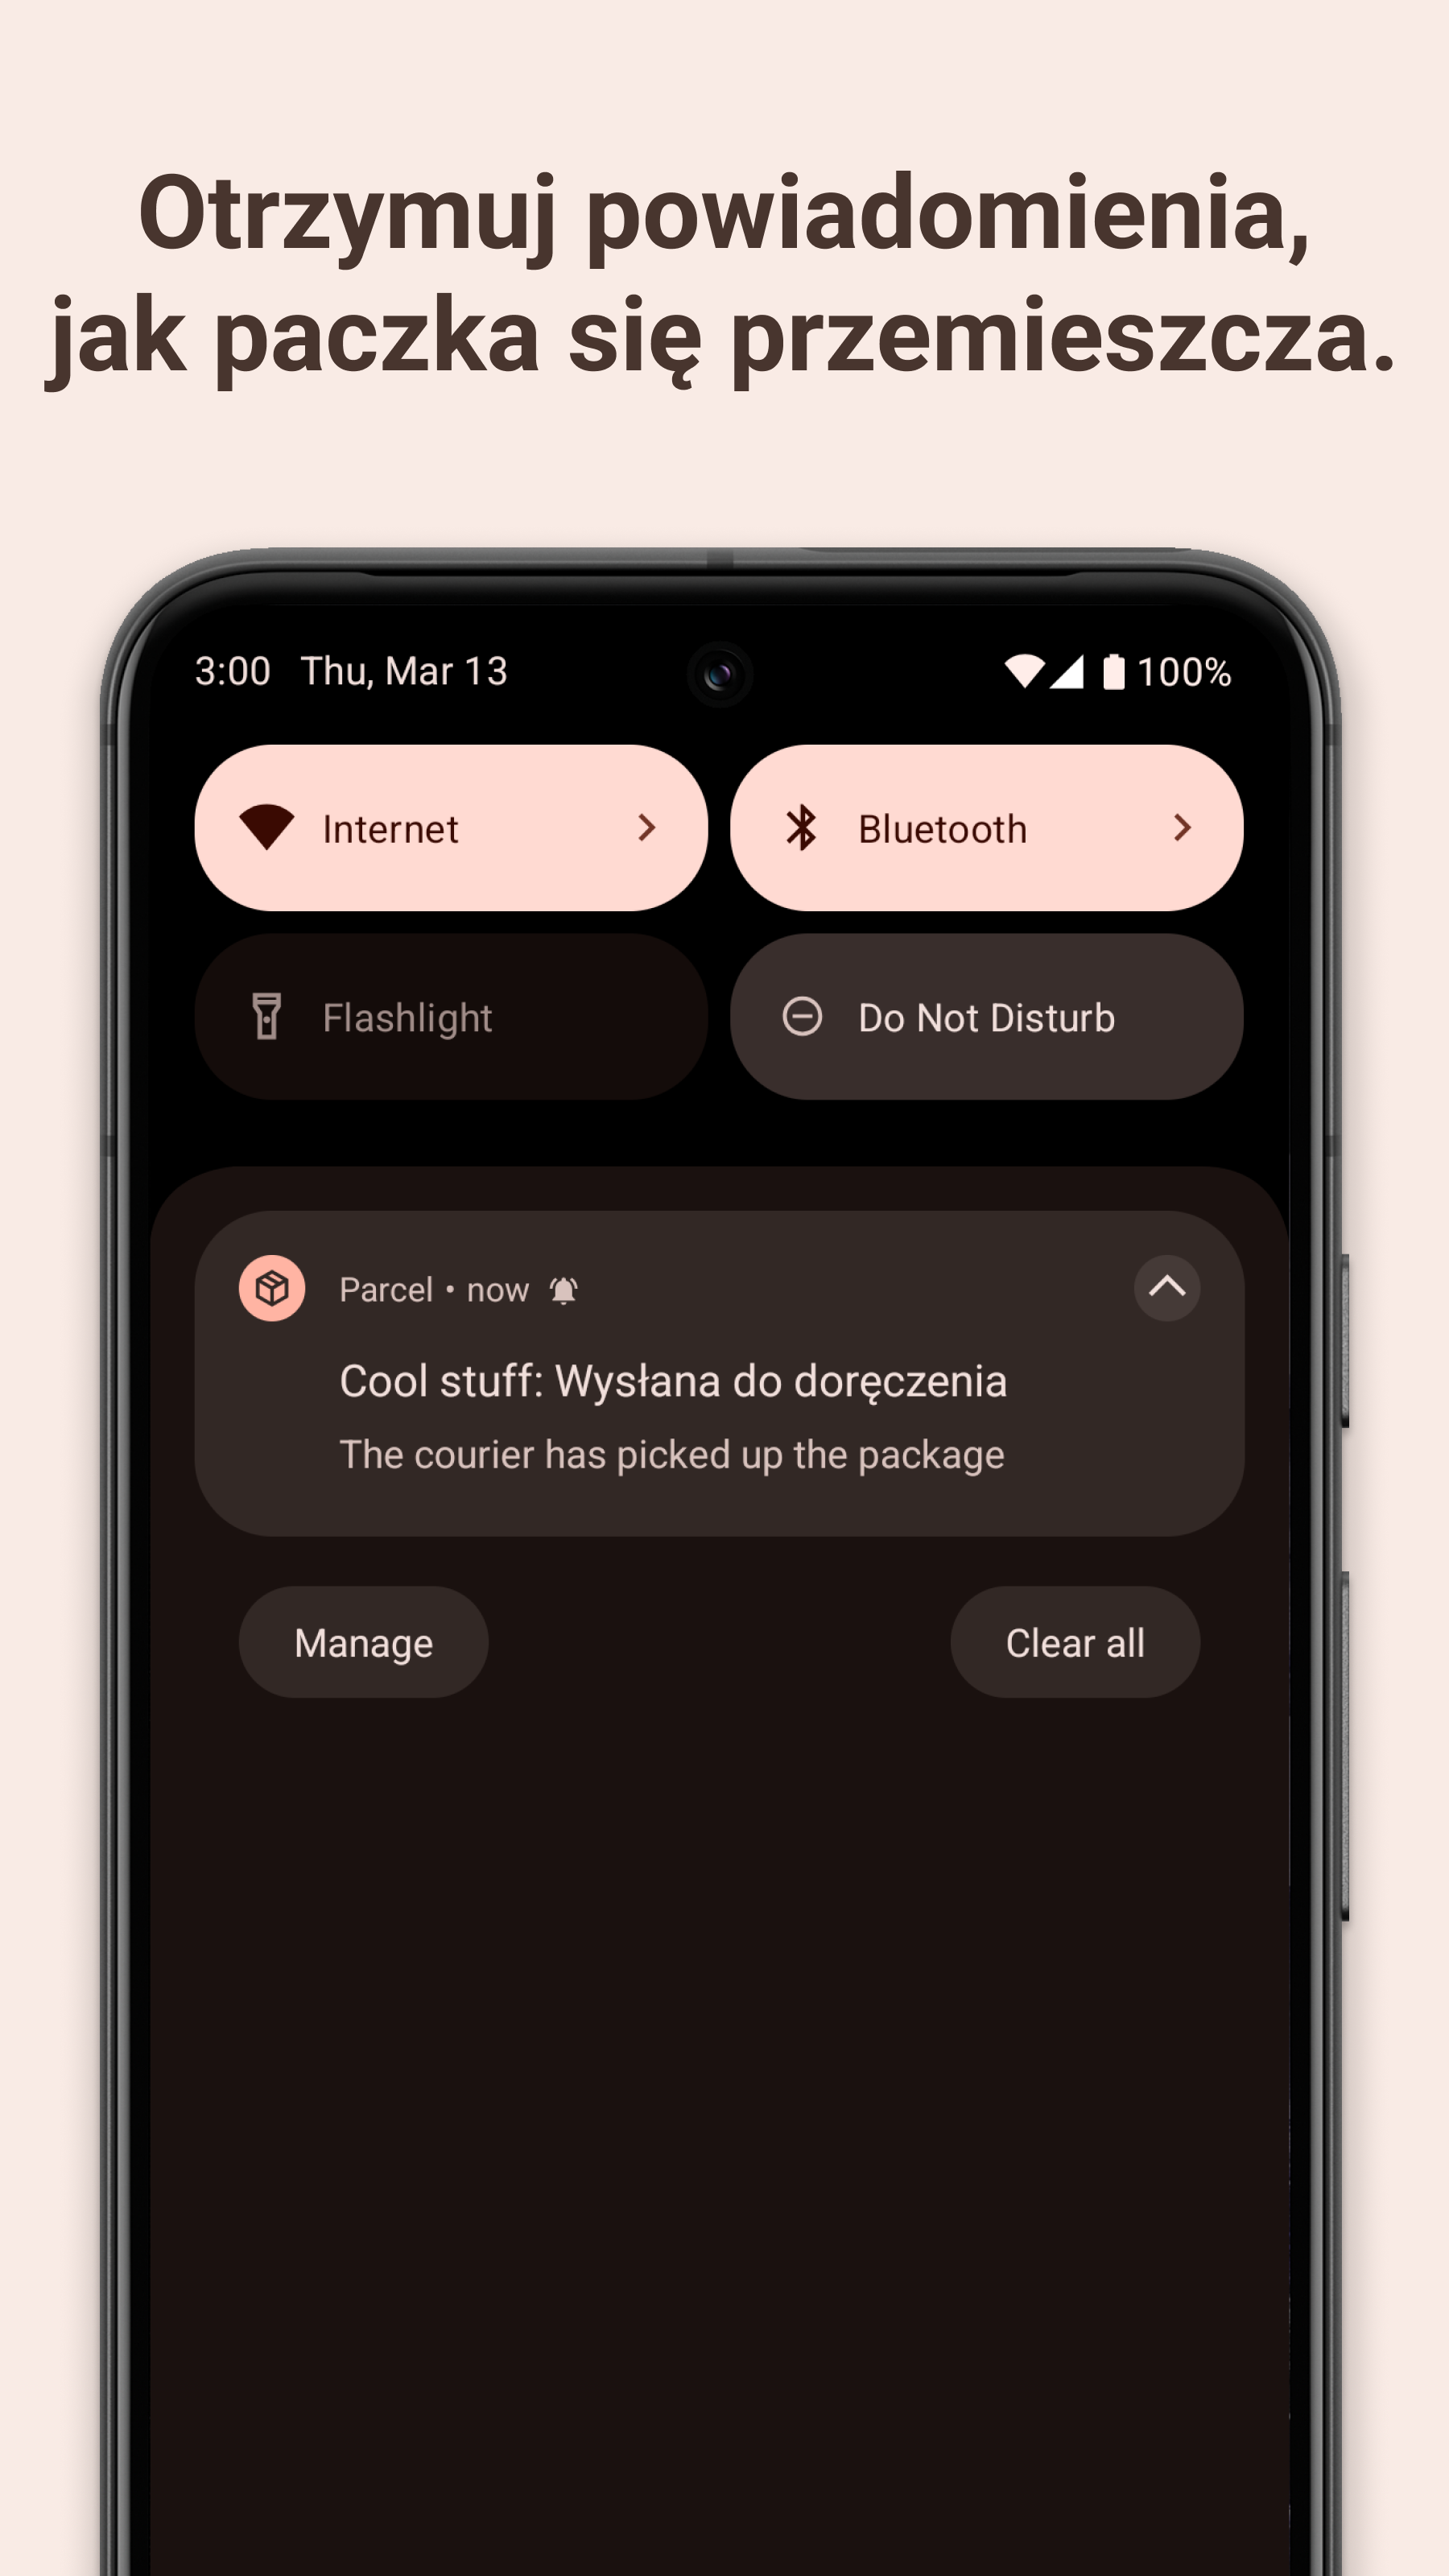 Otrzymuj powiadomienia,
jak paczka się przemieszcza.
3:00 Thu, Mar 13 100%
Internet Bluetooth
Flashlight Do Not Disturb
Parcel • now
Cool stuff: Wysłana do doręczenia
The courier has picked up the package
Manage Clear all